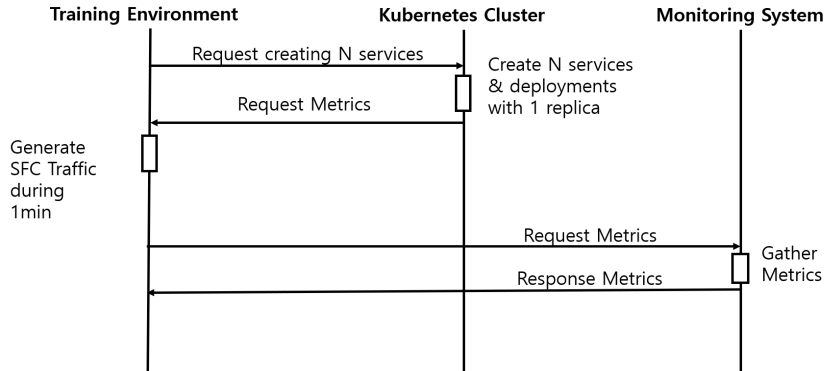 Training Environment
Kubernetes Cluster
Monitoring System
Request creating N services
Create N services
& deployments
with 1 replica
Request Metrics
Generate
SFC Traffic
during
1min
Request Metrics
Gather
Metrics
Response Metrics